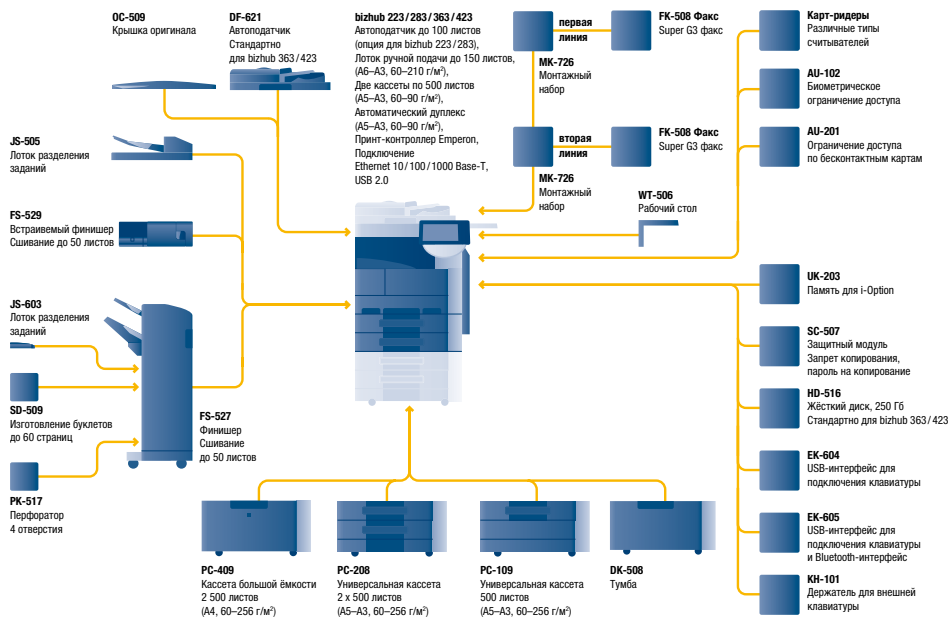 OC-509
Крышка оригинала
DF-621
Автоподатчик
Стандартно
для bizhub 363/423
bizhub 223/283/363/423
Автоподатчик до 100 листов
(опция для bizhub 223/283),
Лоток ручной подачи до 150 листов,
(A6–A3, 60–210 г/м²),
Две кассеты по 500 листов
(A5–A3, 60–90 г/м²),
Автоматический дуплекс
(A5–A3, 60–90 г/м²),
Принт-контроллер Emperon,
Подключение
Ethernet 10/100/1000 Base-T,
USB 2.0
первая
линия
FK-508 Факс
Super G3 факс
MK-726
Монтажный
набор
вторая
линия
FK-508 Факс
Super G3 факс
MK-726
Монтажный
набор
WT-506
Рабочий стол
Карт-ридеры
Различные типы
считывателей
AU-102
Биометрическое
ограничение доступа
AU-201
Ограничение доступа
по бесконтактным картам
JS-505
Лоток разделения
заданий
FS-529
Встраиваемый финишер
Сшивание до 50 листов
JS-603
Лоток разделения
заданий
SD-509
Изготовление буклетов
до 60 страниц
PK-517
Перфоратор
4 отверстия
FS-527
Финишер
Сшивание
до 50 листов
UK-203
Память для i-Option
SC-507
Защитный модуль
Запрет копирования,
пароль на копирование
HD-516
Жёсткий диск, 250 Гб
Стандартно для bizhub 363/423
EK-604
USB-интерфейс для
подключения клавиатуры
EK-605
USB-интерфейс для
подключения клавиатуры
и Bluetooth-интерфейс
KH-101
Держатель для внешней
клавиатуры
PC-409
Кассета большой ёмкости
2 500 листов
(A4, 60–256 г/м²)
PC-208
Универсальная кассета
2 x 500 листов
(A5–A3, 60–256 г/м²)
PC-109
Универсальная кассета
500 листов
(A5–A3, 60–256 г/м²)
DK-508
Тумба